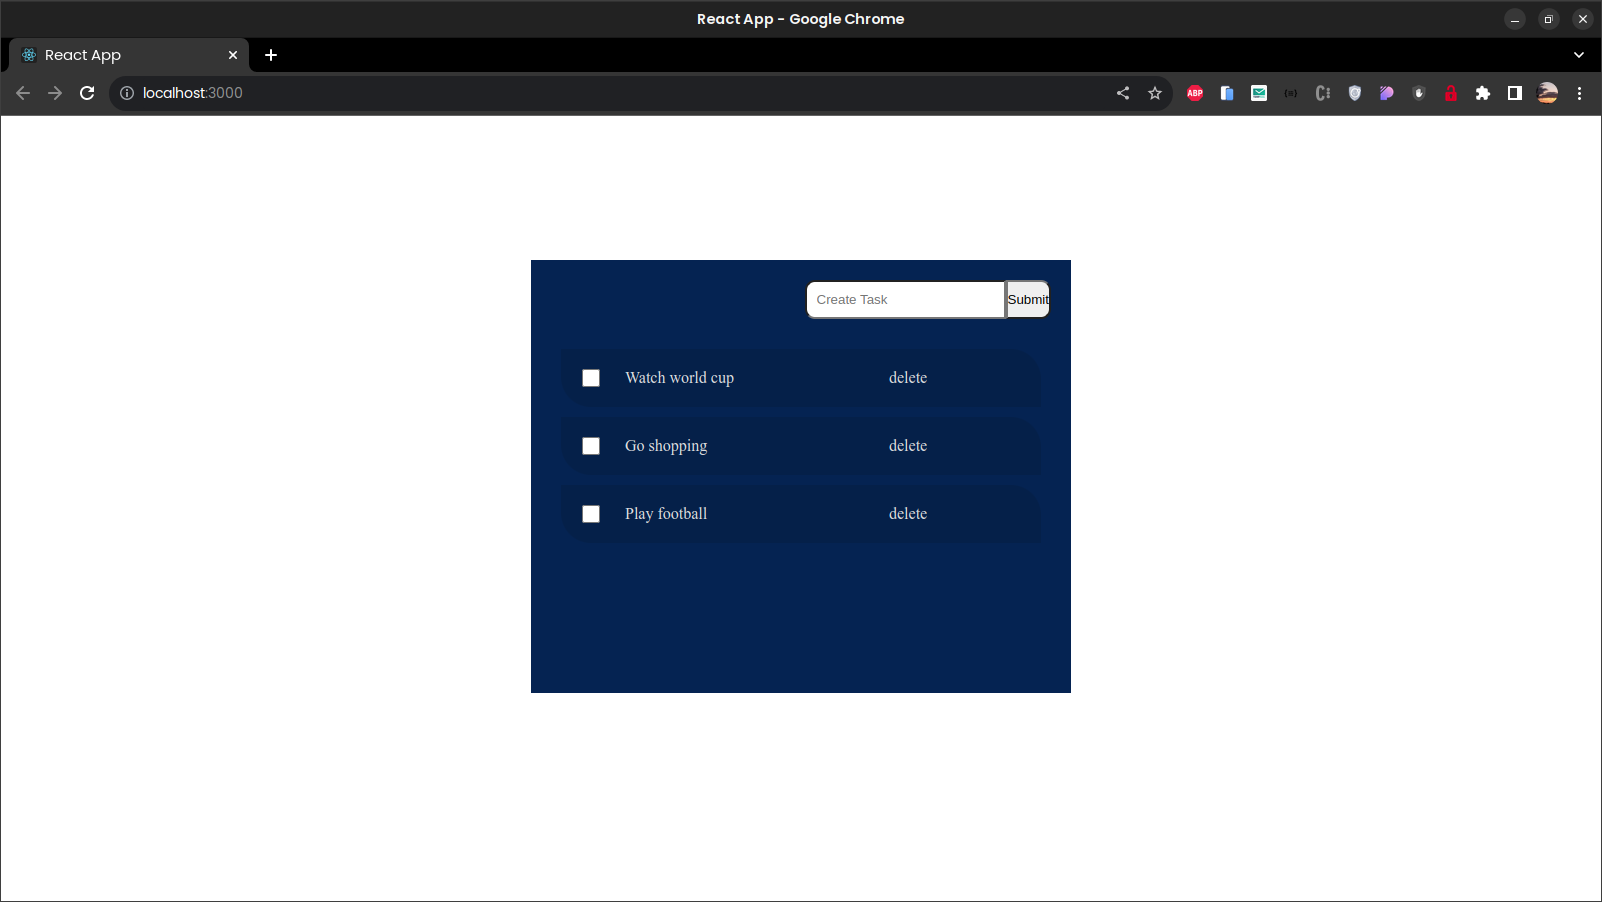 React App - Google Chrome
React App
localhost:3000
ABP
Create Task
Submit
Watch world cup
delete
Go shopping
delete
Play football
delete